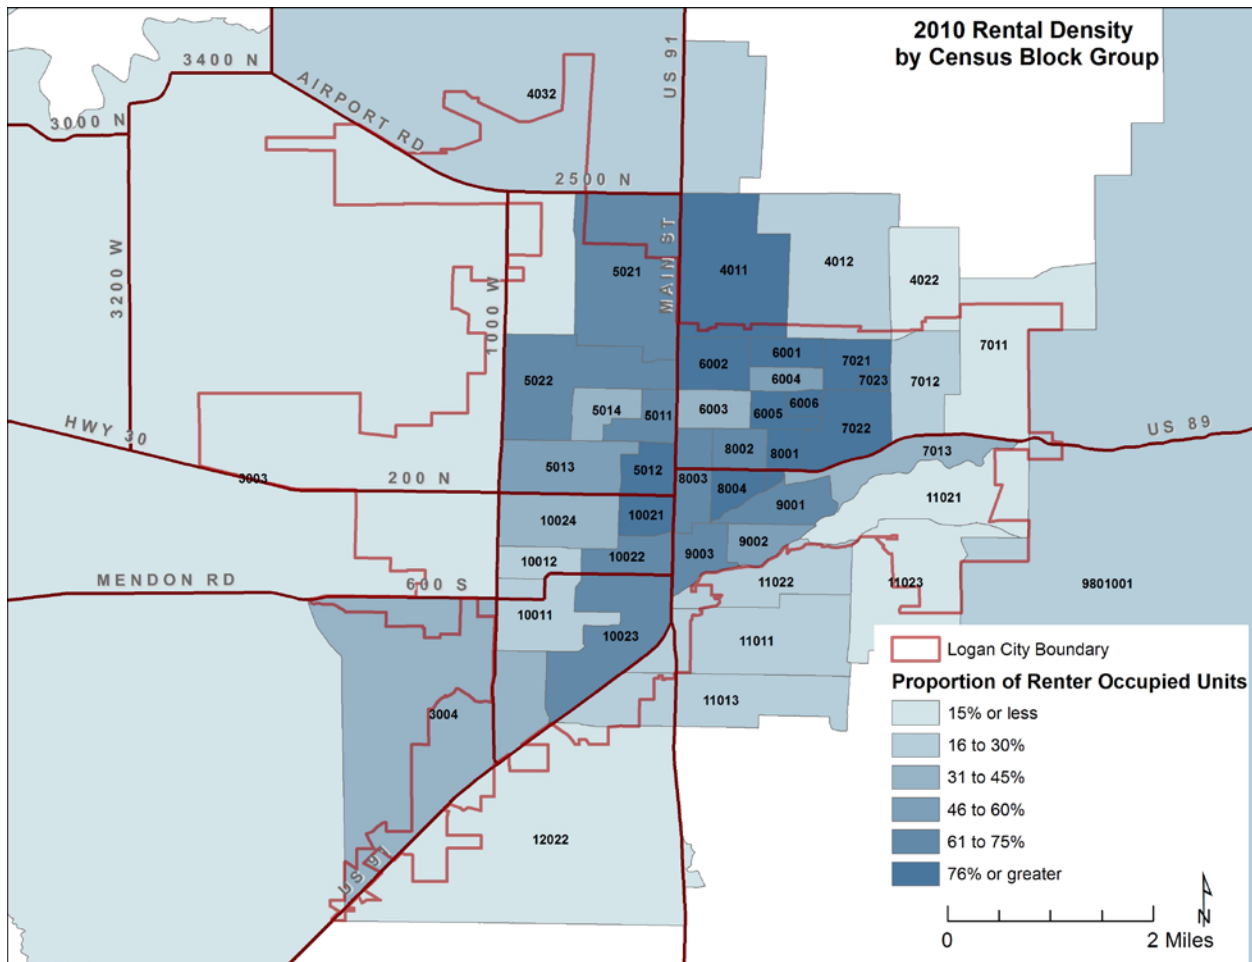 2010 Rental Density
by Census Block Group
3400 N
AIRPORT RD
US 91
4032
3000 N
2500 N
3200 W
1000 W
MAIN ST
5021
4011
4012
4022
7011
6002
6001
7021
6004
7023
7012
5022
5014
5011
6003
6005
6006
7022
HWY 30
US 89
5013
5012
8002
8001
7013
3003
200 N
8003
8004
9001
11021
10024
10021
10012
10022
9003
9002
MENDON RD
600 S
11022
11023
9801001
10011
10023
11011
3004
11013
12022
US 91
Logan City Boundary
Proportion of Renter Occupied Units
15% or less
16 to 30%
31 to 45%
46 to 60%
61 to 75%
76% or greater
N
0
2 Miles